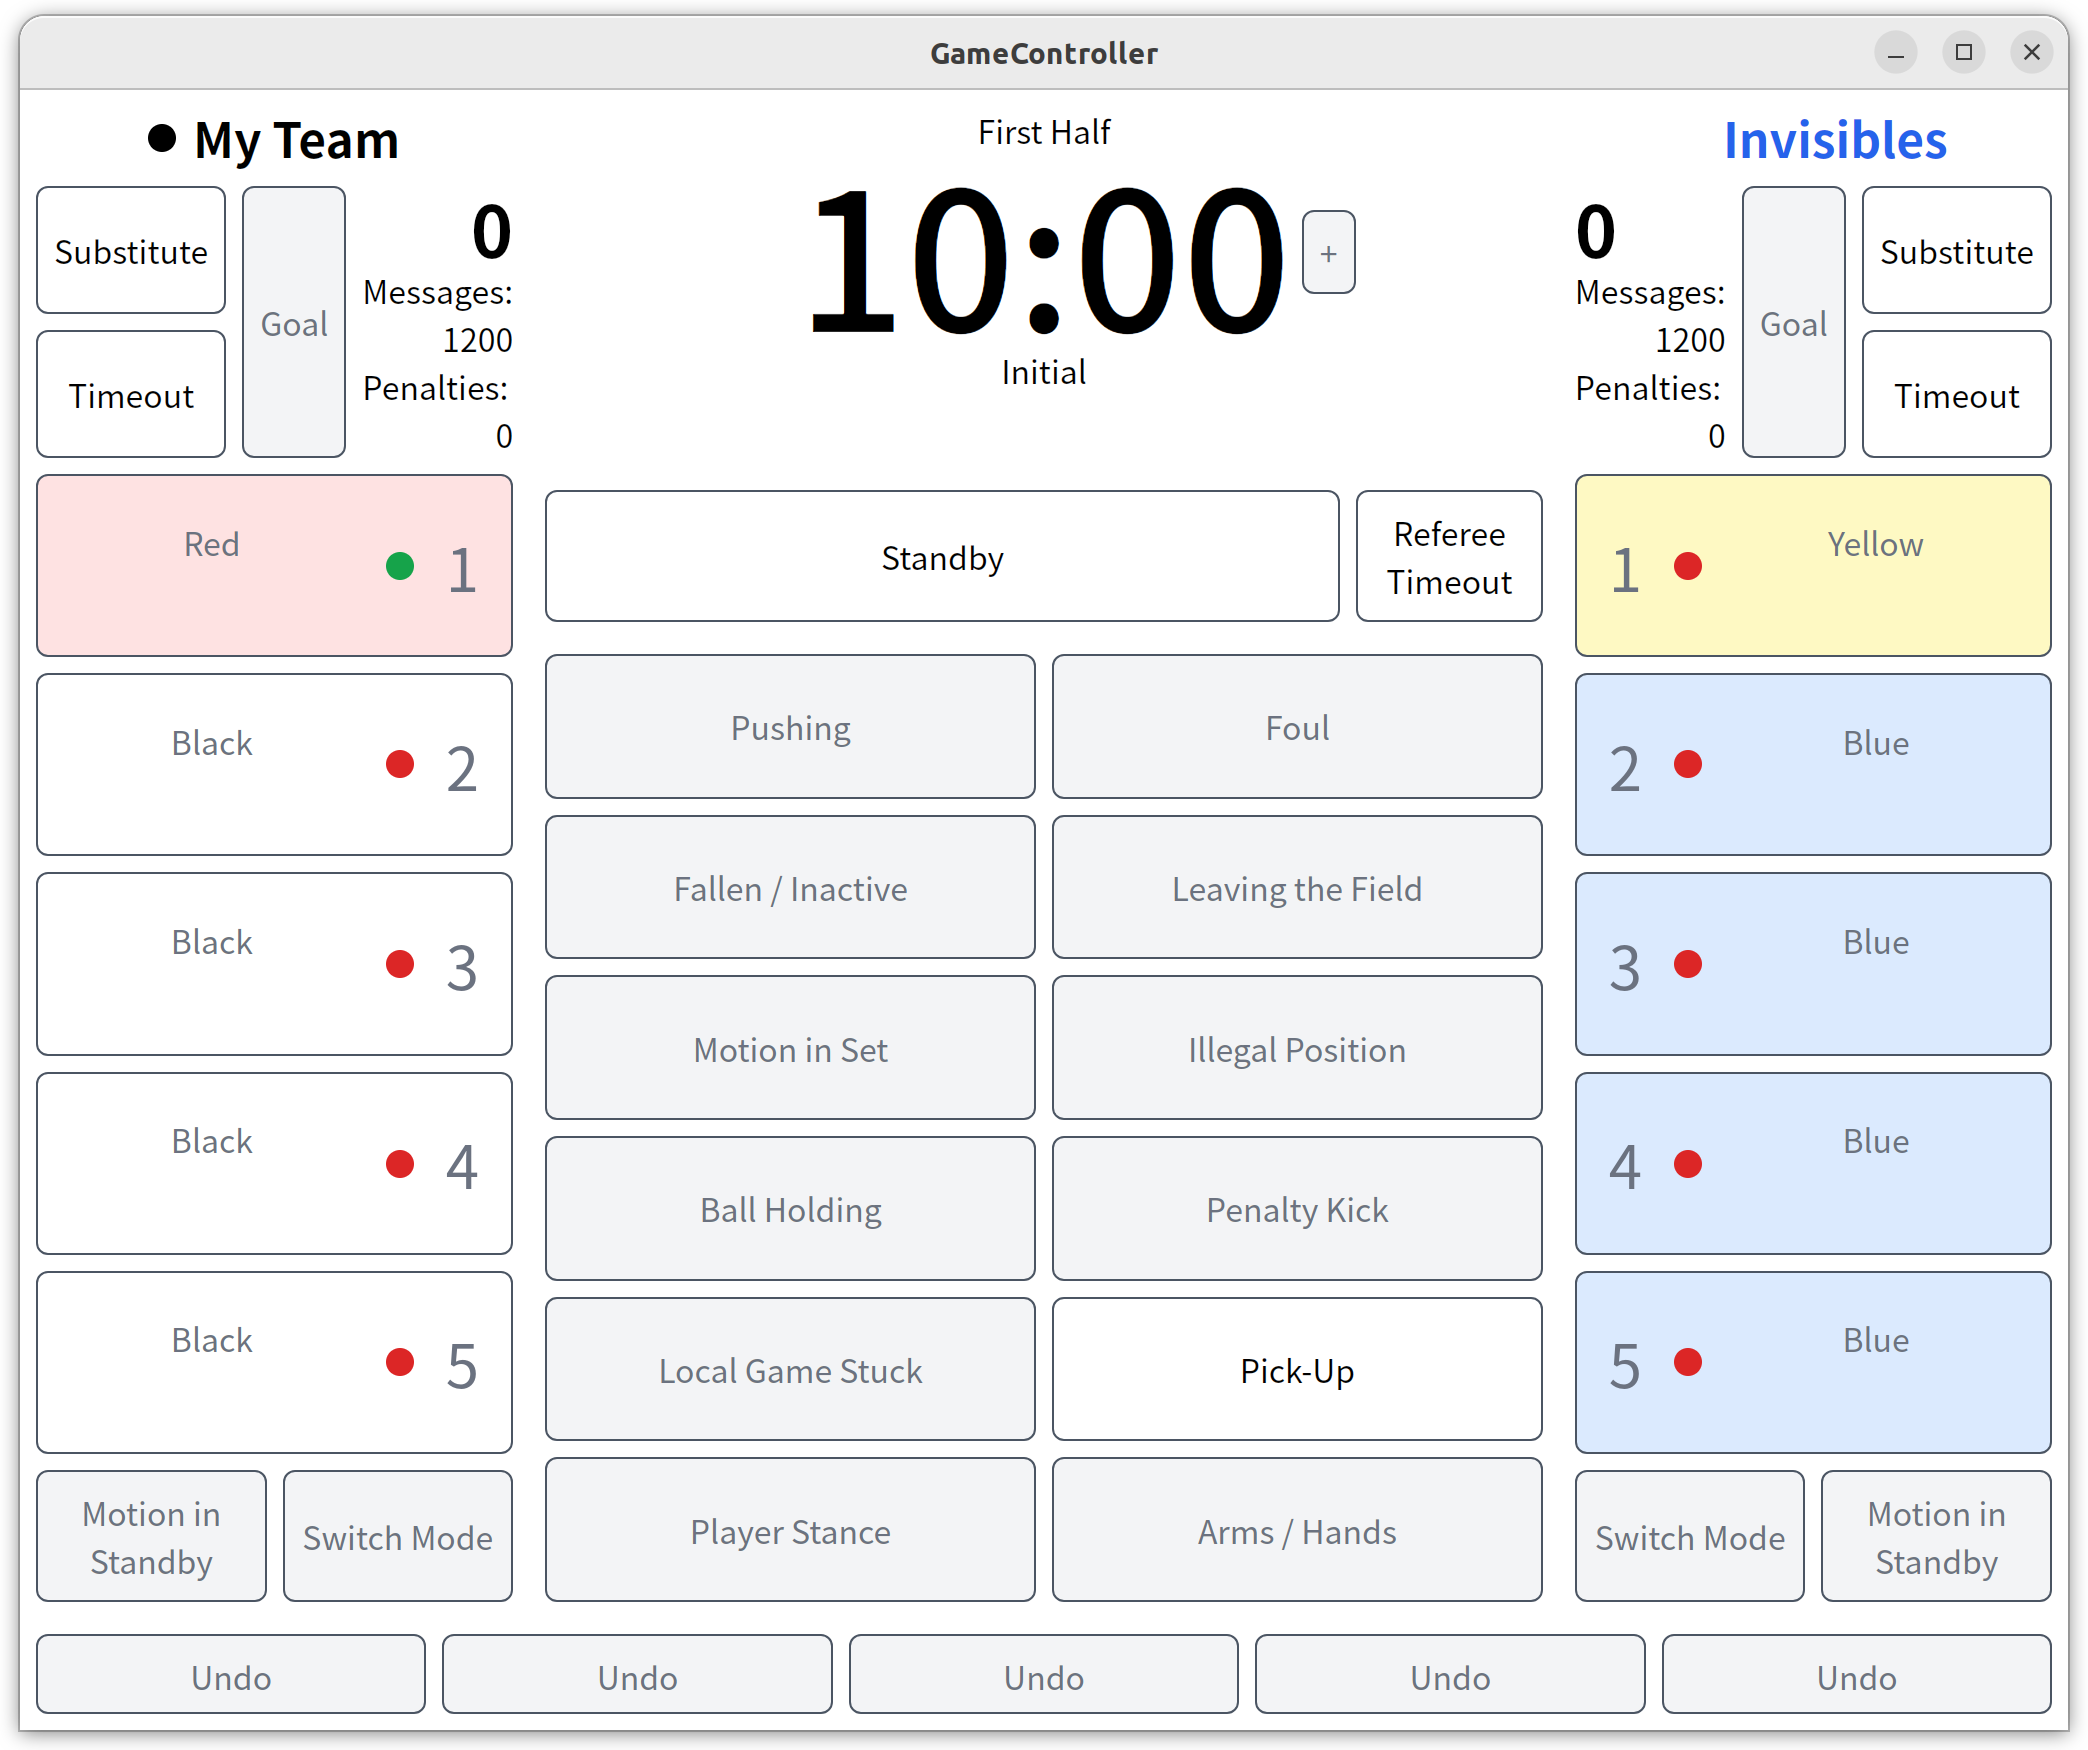 GameController
My Team
Substitute
Timeout
Goal
0
Messages:
1200
Penalties:
0
First Half
10:00
+
Initial
Invisibles
0
Messages:
1200
Penalties:
0
Goal
Substitute
Timeout
Red 1
Black 2
Black 3
Black 4
Black 5
Motion in
Standby
Switch Mode
Standby
Referee
Timeout
Pushing
Foul
Fallen / Inactive
Leaving the Field
Motion in Set
Illegal Position
Ball Holding
Penalty Kick
Local Game Stuck
Pick-Up
Player Stance
Arms / Hands
1 Yellow
2 Blue
3 Blue
4 Blue
5 Blue
Switch Mode
Motion in
Standby
Undo
Undo
Undo
Undo
Undo